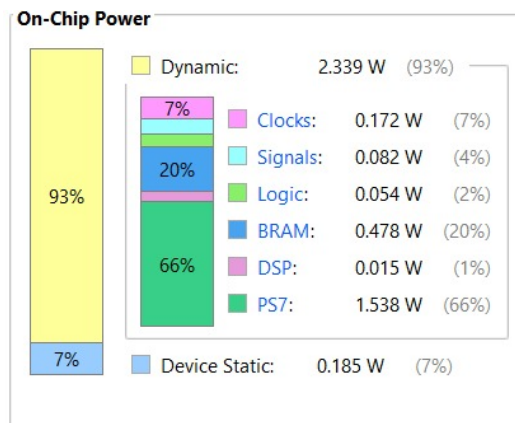 On-Chip Power
Dynamic: 2.339 W (93%)
7%
Clocks: 0.172 W (7%)
Signals: 0.082 W (4%)
Logic: 0.054 W (2%)
20%
BRAM: 0.478 W (20%)
93%
DSP: 0.015 W (1%)
66%
PS7: 1.538 W (66%)
7%
Device Static: 0.185 W (7%)